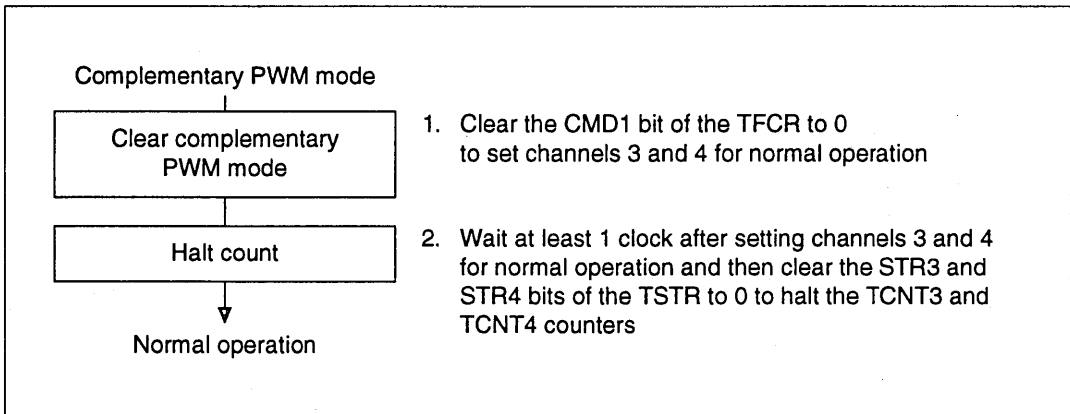 Complementary PWM mode
Clear complementary
PWM mode
1. Clear the CMD1 bit of the TFCR to 0
to set channels 3 and 4 for normal operation
Halt count
2. Wait at least 1 clock after setting channels 3 and 4
for normal operation and then clear the STR3 and
STR4 bits of the TSTR to 0 to halt the TCNT3 and
TCNT4 counters
Normal operation